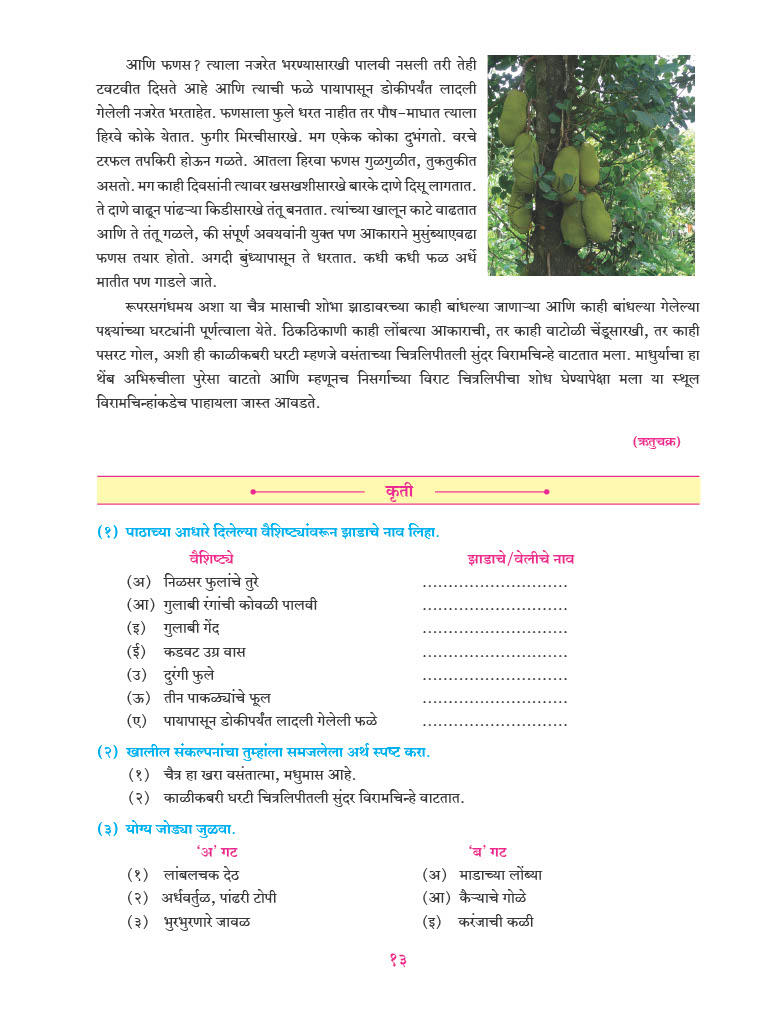 आणि फणस? त्याला नजरेत भरण्यासारखी पालवी नसली तरी तेही
टवटवीत दिसते आहे आणि त्याची फळे पायापासून डोकीपर्यंत लादली
गेलेली नजरेत भरताहेत. फणसाला फुले धरत नाहीत तर पौष-माघात त्याला
हिरवे कोके येतात. फुगीर मिरचीसारखे. मग एकेक कोका दुभंगतो. वरचे
टरफल तपकिरी होऊन गळते. आतला हिरवा फणस गुळगुळीत, तुकतुकीत
असतो. मग काही दिवसांनी त्यावर खसखशीसारखे बारके दाणे दिसू लागतात.
ते दाणे वाढून पांढऱ्या किडीसारखे तंतू बनतात. त्यांच्या खालून काटे वाढतात
आणि ते तंतू गळले, की संपूर्ण अवयवांनी युक्त पण आकाराने मुसुंब्याएवढा
फणस तयार होतो. अगदी बुंध्यापासून ते धरतात. कधी कधी फळ अर्धे
मातीत पण गाडले जाते.
रूपरसगंधमय अशा या चैत्र मासाची शोभा झाडावरच्या काही बांधल्या जाणाऱ्या आणि काही बांधल्या गेलेल्या
पक्ष्यांच्या घरट्यांनी पूर्णत्वाला येते. ठिकठिकाणी काही लोंबत्या आकाराची, तर काही वाटोळी चेंडूसारखी, तर काही
पसरट गोल, अशी ही काळीकबरी घरटी म्हणजे वसंताच्या चित्रलिपीतली सुंदर विरामचिन्हे वाटतात मला. माधुर्याचा हा
थेंब अभिरुचीला पुरेसा वाटतो आणि म्हणूनच निसर्गाच्या विराट चित्रलिपीचा शोध घेण्यापेक्षा मला या स्थूल
विरामचिन्हांकडेच पाहायला जास्त आवडते.
(ऋतुचक्र)
कृती
(१) पाठाच्या आधारे दिलेल्या वैशिष्ट्यांवरून झाडाचे नाव लिहा.
वैशिष्ट्ये झाडाचे/वेलीचे नाव
(अ) निळसर फुलांचे तुरे ............................
(आ) गुलाबी रंगांची कोवळी पालवी ............................
(इ) गुलाबी गेंद ............................
(ई) कडवट उग्र वास ............................
(उ) दुरंगी फुले ............................
(ऊ) तीन पाकळ्यांचे फूल ............................
(ए) पायापासून डोकीपर्यंत लादली गेलेली फळे ............................
(२) खालील संकल्पनांचा तुम्हांला समजलेला अर्थ स्पष्ट करा.
(१) चैत्र हा खरा वसंतात्मा, मधुमास आहे.
(२) काळीकबरी घरटी चित्रलिपीतली सुंदर विरामचिन्हे वाटतात.
(३) योग्य जोड्या जुळवा.
‘अ’ गट ‘ब’ गट
(१) लांबलचक देठ (अ) माडाच्या लोंब्या
(२) अर्धवर्तुळ, पांढरी टोपी (आ) कैऱ्याचे गोळे
(३) भुरभुरणारे जावळ (इ) करंजाची कळी
१३